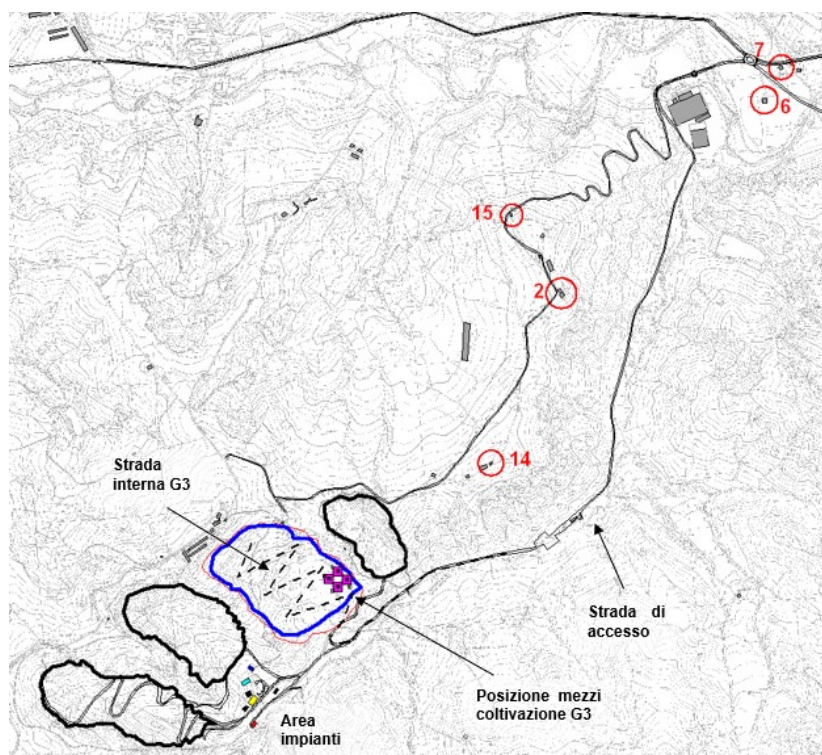 7
6
15
2
14
Strada
interna G3
Strada di
accesso
Posizione mezzi
coltivazione G3
Area
impianti